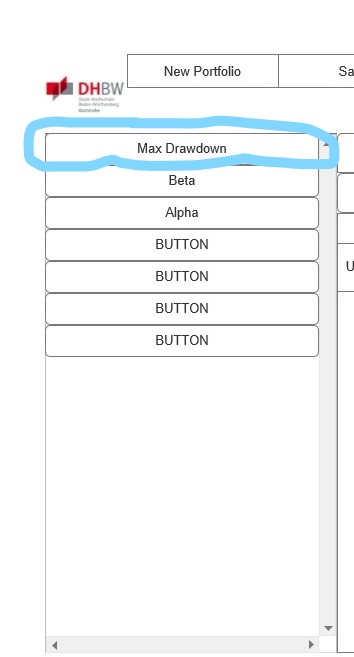 New Portfolio
Sa
DHBW
Duale Hochschule
Baden-Württemberg
Karlsruhe
Max Drawdown
Beta
Alpha
U
BUTTON
BUTTON
BUTTON
BUTTON